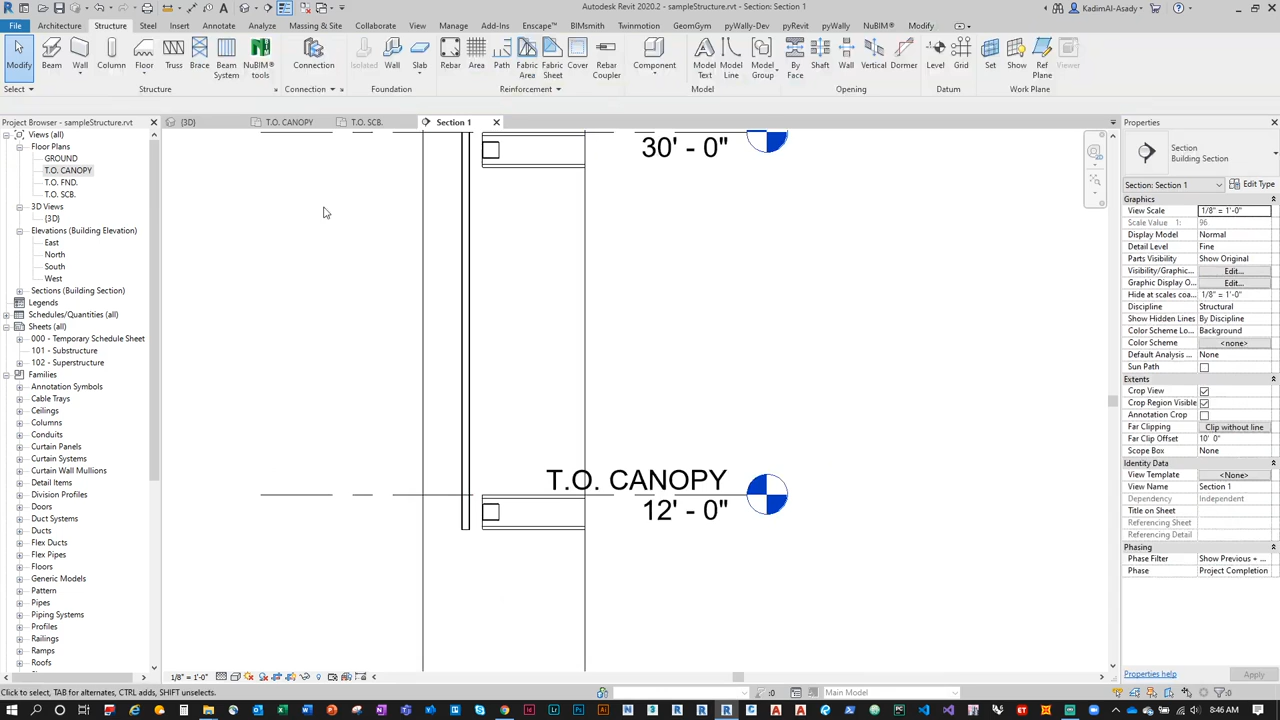 Autodesk Revit 2020.2 - sampleStructure.rvt - Section: Section 1
KadimAl-Asady
File
Architecture
Structure
Steel
Insert
Annotate
Analyze
Massing & Site
Collaborate
View
Manage
Add-Ins
Enscape™
BIMsmith
Twinmotion
GeomGym
pyWally-Dev
pyRevit
pyWally
NuBIM®
Modify
Modify
Beam
Wall
Column
Floor
Truss
Brace
Beam
System
NuBIM®
tools
Connection
Isolated
Wall
Slab
Rebar
Area
Path
Fabric
Area
Fabric
Sheet
Cover
Rebar
Coupler
Component
Model
Text
Model
Line
Model
Group
By
Face
Shaft
Wall
Vertical
Dormer
Level
Grid
Set
Show
Ref
Plane
Viewer
Select
Structure
Connection
Foundation
Reinforcement
Model
Opening
Datum
Work Plane
Project Browser - sampleStructure.rvt
Views (all)
Floor Plans
GROUND
T.O. CANOPY
T.O. FND.
T.O. SCB.
3D Views
(3D)
Elevations (Building Elevation)
East
North
South
West
Sections (Building Section)
Legends
Schedules/Quantities (all)
Sheets (all)
000 - Temporary Schedule Sheet
101 - Substructure
102 - Superstructure
Families
Annotation Symbols
Cable Trays
Ceilings
Columns
Conduits
Curtain Panels
Curtain Systems
Curtain Wall Mullions
Detail Items
Division Profiles
Doors
Duct Systems
Ducts
Flex Ducts
Flex Pipes
Floors
Generic Models
Pattern
Pipes
Piping Systems
Profiles
Railings
Ramps
Roofs
(3D)
T.O. CANOPY
T.O. SCB.
Section 1
30' - 0"
T.O. CANOPY
12' - 0"
Properties
Section
Building Section
Section: Section 1
Edit Type
Graphics
View Scale 1/8" = 1'-0"
Scale Value 1: 96
Display Model Normal
Detail Level Fine
Parts Visibility Show Original
Visibility/Graphic... Edit...
Graphic Display O... Edit...
Hide at scales coa... 1/8" = 1'-0"
Discipline Structural
Show Hidden Lines By Discipline
Color Scheme Lo... Background
Color Scheme <none>
Default Analysis ... None
Sun Path
Extents
Crop View
Crop Region Visible
Annotation Crop
Far Clipping Clip without line
Far Clip Offset 10' 0"
Scope Box None
Identity Data
View Template <None>
View Name Section 1
Dependency Independent
Title on Sheet
Referencing Sheet
Referencing Detail
Phasing
Phase Filter Show Previous + ...
Phase Project Completion
Properties help
Apply
1/8" = 1'-0"
Click to select, TAB for alternates, CTRL adds, SHIFT unselects.
:0
Main Model
:0
8:46 AM